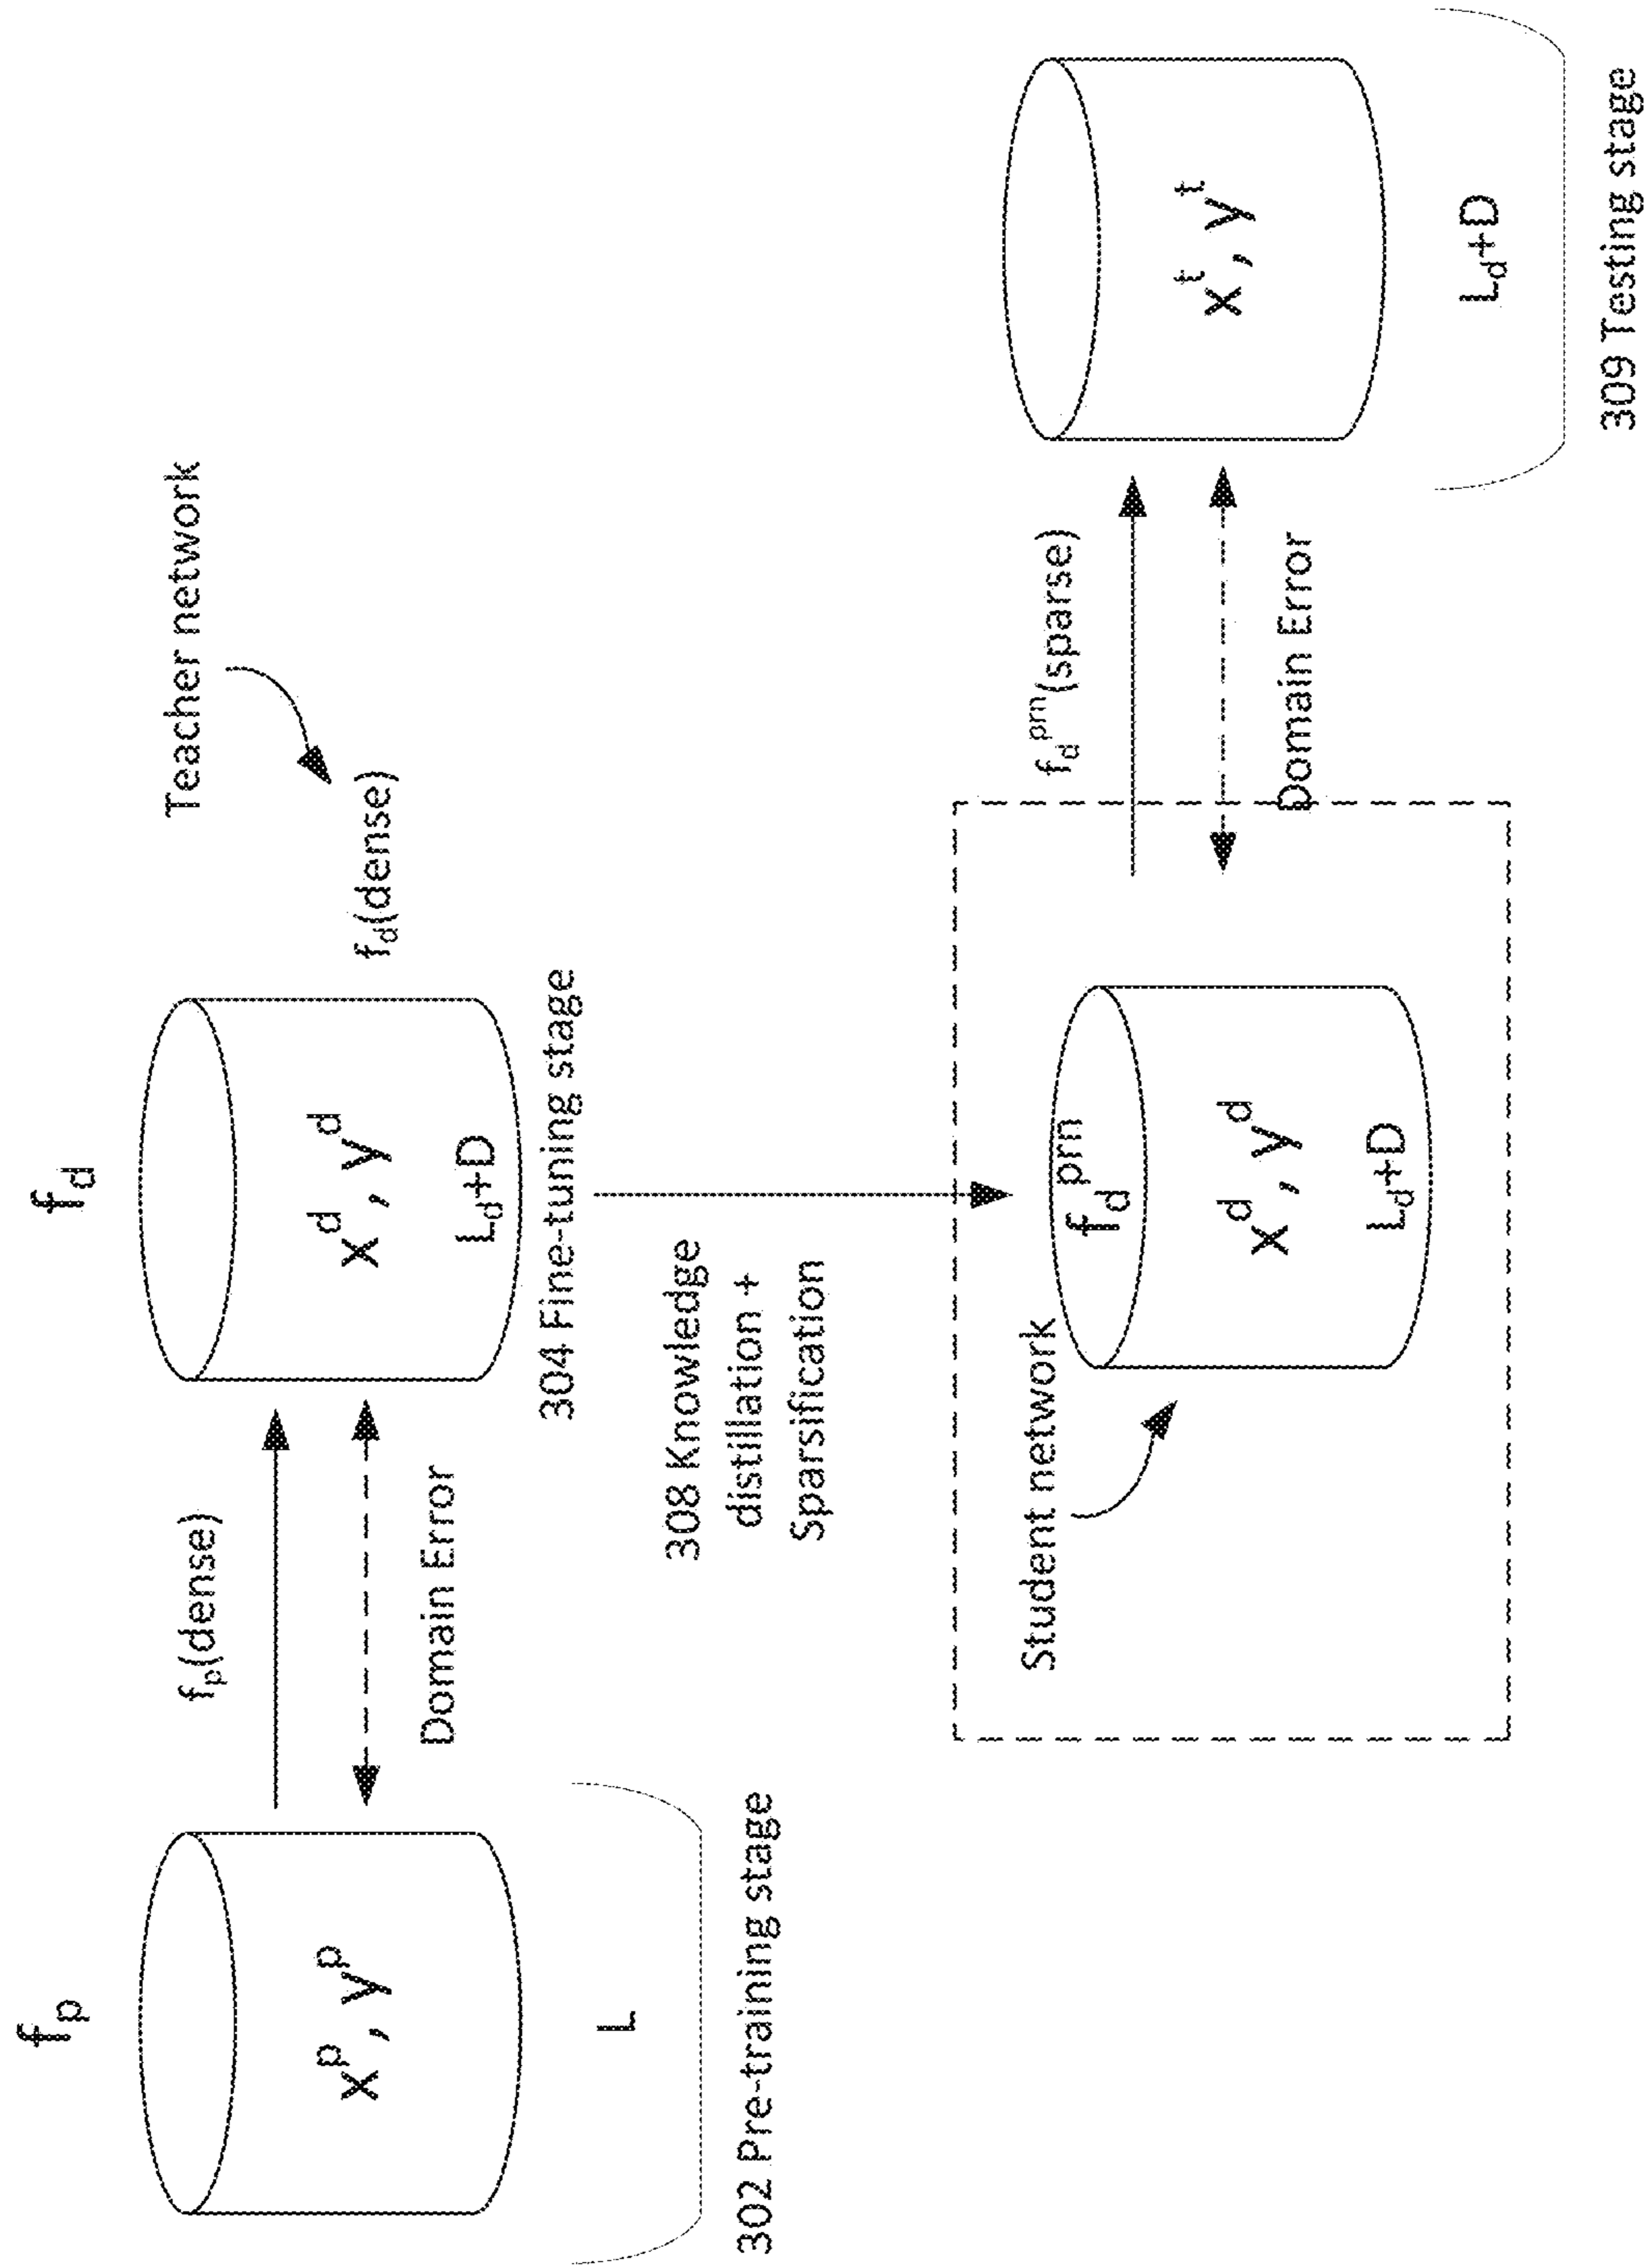 f_p
x^p, y^p
L
302 Pre-training stage
f_p(dense)
Domain Error
f_d
x^d, y^d
L_d+D
304 Fine-tuning stage
Teacher network
f_d(dense)
308 Knowledge
distillation +
Sparsification
Student network
f_d^prn
x^d, y^d
L_d+D
f_d^prn(sparse)
Domain Error
x^t, y^t
L_d+D
309 Testing stage